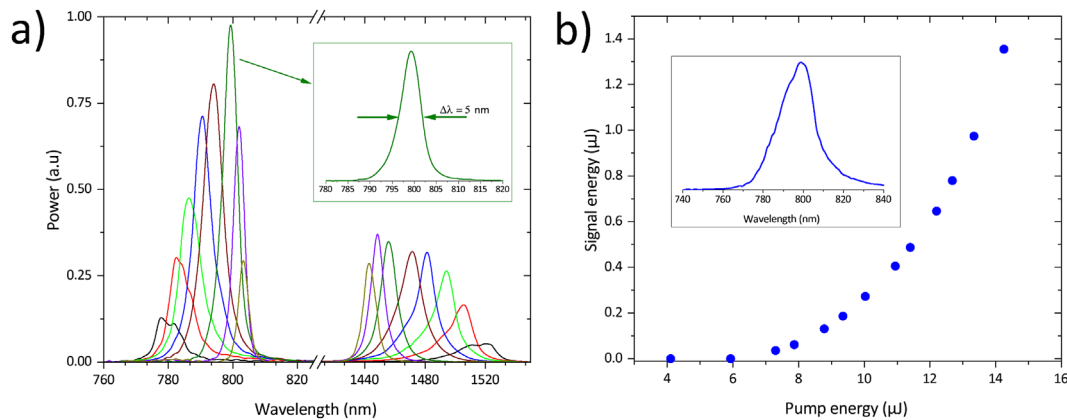 a)
Power (a.u)
1.00
0.75
0.50
0.25
0.00
760 780 800 820 1440 1480 1520
Wavelength (nm)
Δλ = 5 nm
780 785 790 795 800 805 810 815 820
b)
Signal energy (μJ)
1.4
1.2
1.0
0.8
0.6
0.4
0.2
0.0
4 6 8 10 12 14 16
Pump energy (μJ)
740 760 780 800 820 840
Wavelength (nm)